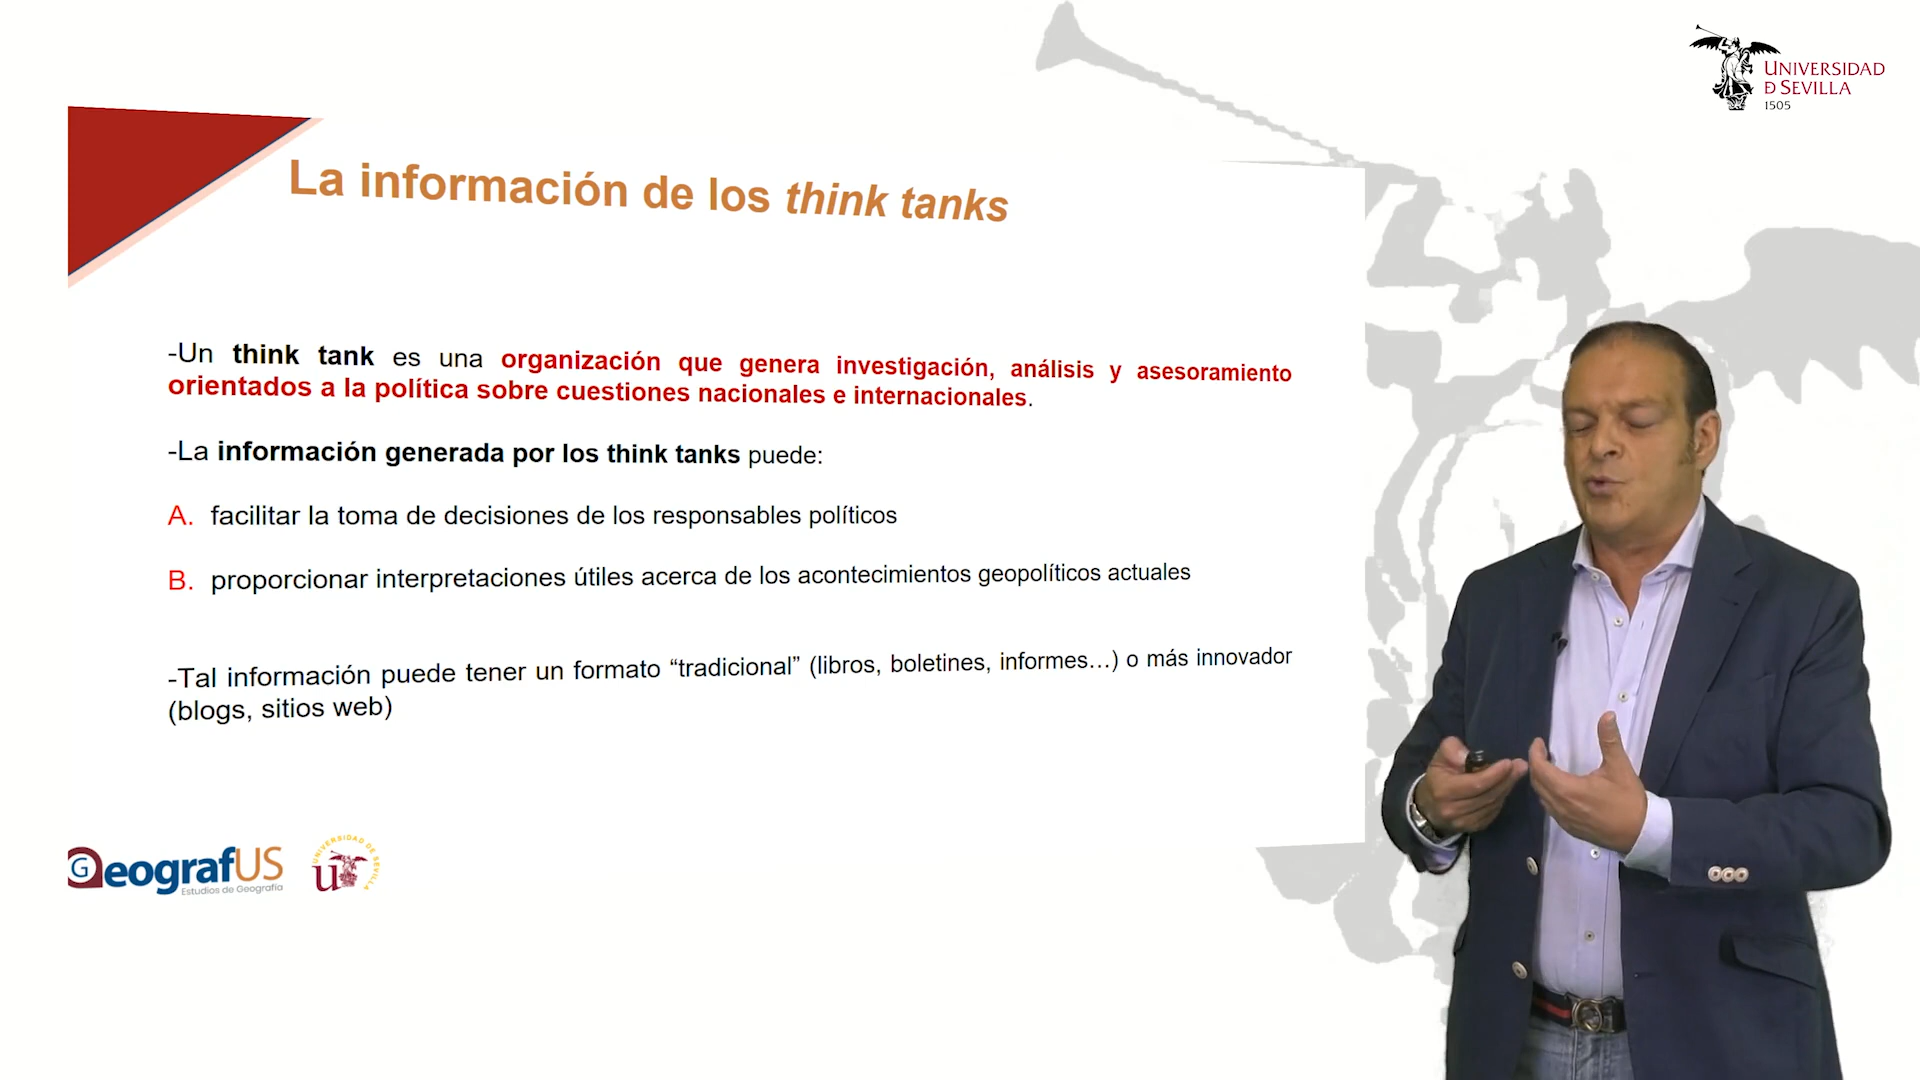 UNIVERSIDAD
Ð SEVILLA
1505
La información de los think tanks
-Un think tank es una organización que genera investigación, análisis y asesoramiento
orientados a la política sobre cuestiones nacionales e internacionales.
-La información generada por los think tanks puede:
A. facilitar la toma de decisiones de los responsables políticos
B. proporcionar interpretaciones útiles acerca de los acontecimientos geopolíticos actuales
-Tal información puede tener un formato “tradicional” (libros, boletines, informes…) o más innovador
(blogs, sitios web)
GeografUS
Estudios de Geografía
UNIVERSIDAD DE SEVILLA